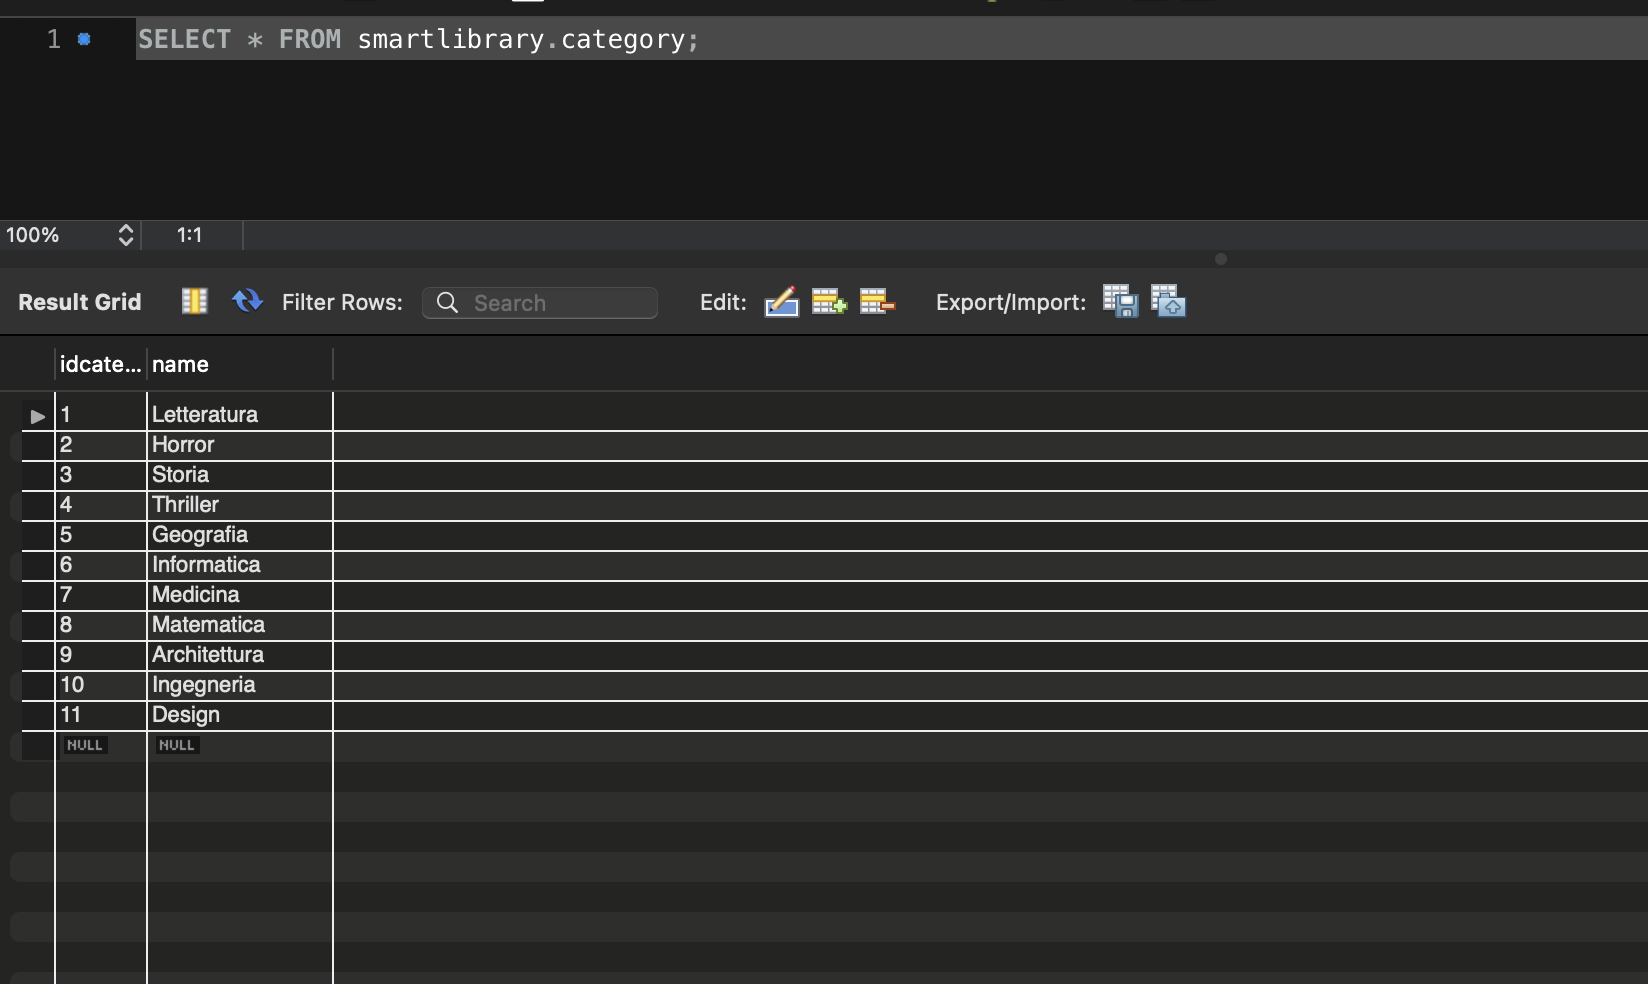 1 SELECT * FROM smartlibrary.category;
100% 1:1
Result Grid Filter Rows: Search Edit: Export/Import:
idcate... name
1 Letteratura
2 Horror
3 Storia
4 Thriller
5 Geografia
6 Informatica
7 Medicina
8 Matematica
9 Architettura
10 Ingegneria
11 Design
NULL NULL